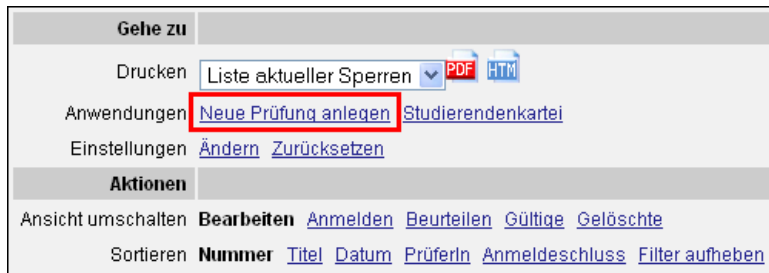 Gehe zu
Drucken Liste aktueller Sperren PDF HTM
Anwendungen Neue Prüfung anlegen Studierendenkartei
Einstellungen Ändern Zurücksetzen
Aktionen
Ansicht umschalten Bearbeiten Anmelden Beurteilen Gültige Gelöschte
Sortieren Nummer Titel Datum PrüferIn Anmeldeschluss Filter aufheben